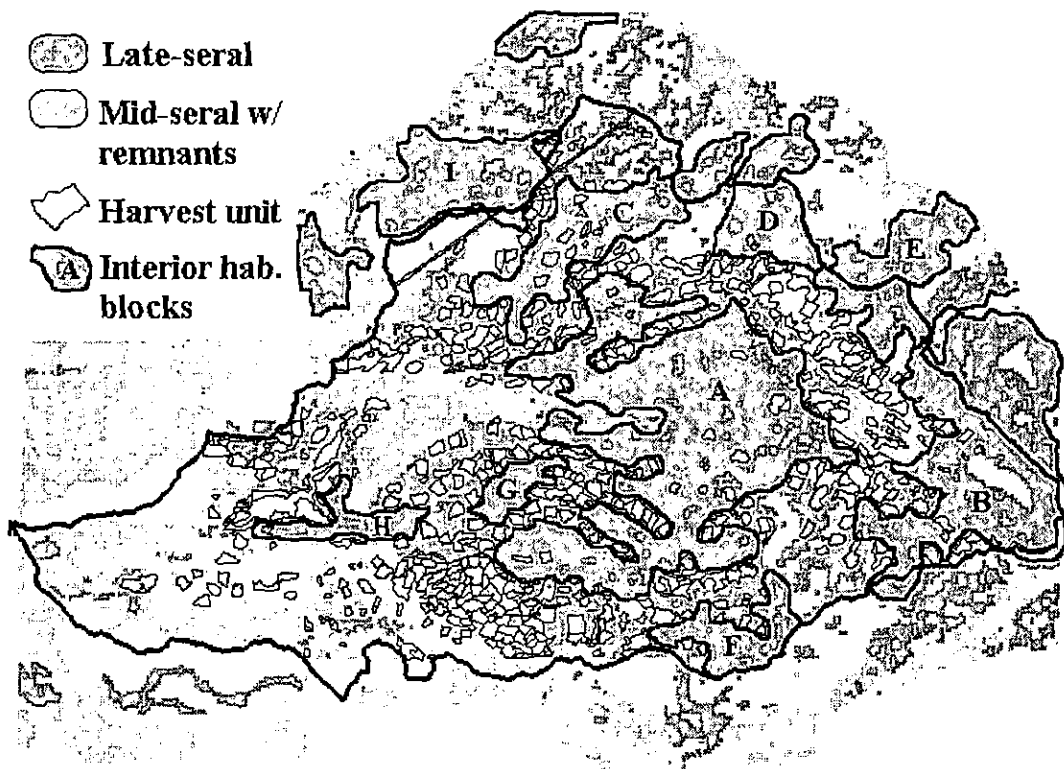 Late-seral
Mid-seral w/
remnants
Harvest unit
A Interior hab.
blocks
I
C
D
E
A
B
G
H
F